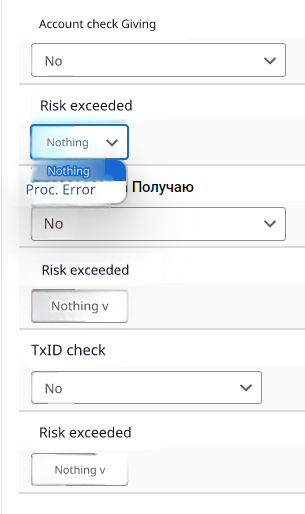 Account check Giving
No
Risk exceeded
Nothing
Nothing
Proc. Error
Получаю
No
Risk exceeded
Nothing v
TxID check
No
Risk exceeded
Nothing v